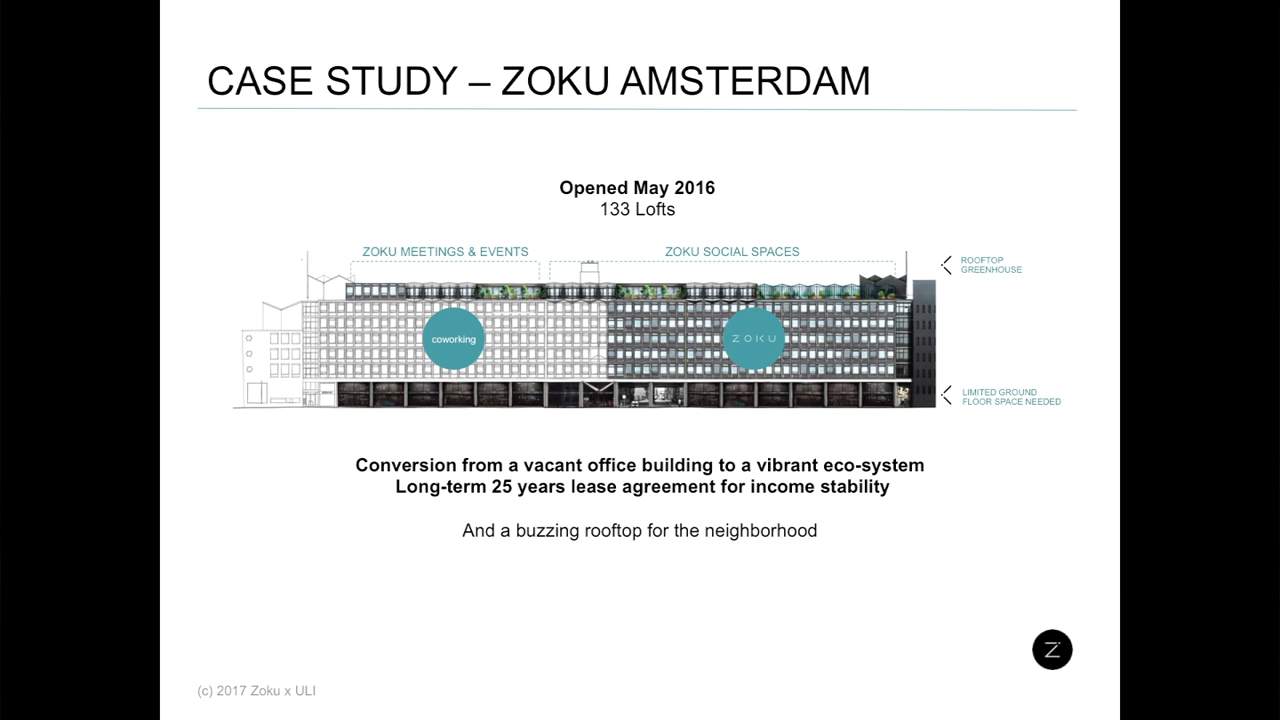 CASE STUDY – ZOKU AMSTERDAM
Opened May 2016
133 Lofts
ZOKU MEETINGS & EVENTS
ZOKU SOCIAL SPACES
ROOFTOP
GREENHOUSE
coworking
ZOKU
LIMITED GROUND
FLOOR SPACE NEEDED
Conversion from a vacant office building to a vibrant eco-system
Long-term 25 years lease agreement for income stability
And a buzzing rooftop for the neighborhood
Z
(c) 2017 Zoku x ULI